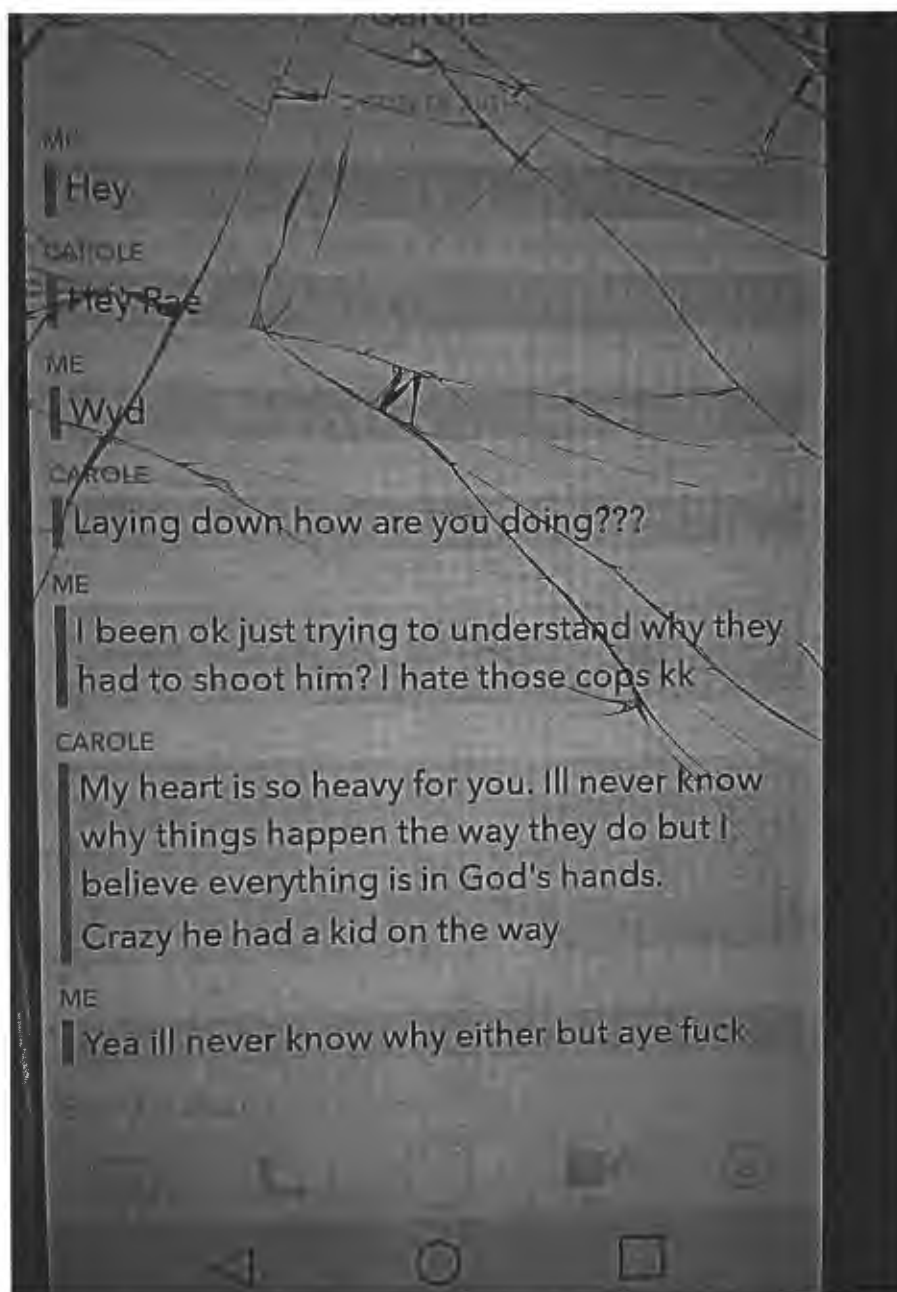 ME
Hey
CAROLE
Hey Rae
ME
Wyd
CAROLE
Laying down how are you doing???
ME
I been ok just trying to understand why they
had to shoot him? I hate those cops kk
CAROLE
My heart is so heavy for you. Ill never know
why things happen the way they do but I
believe everything is in God's hands.
Crazy he had a kid on the way
ME
Yea ill never know why either but aye fuck